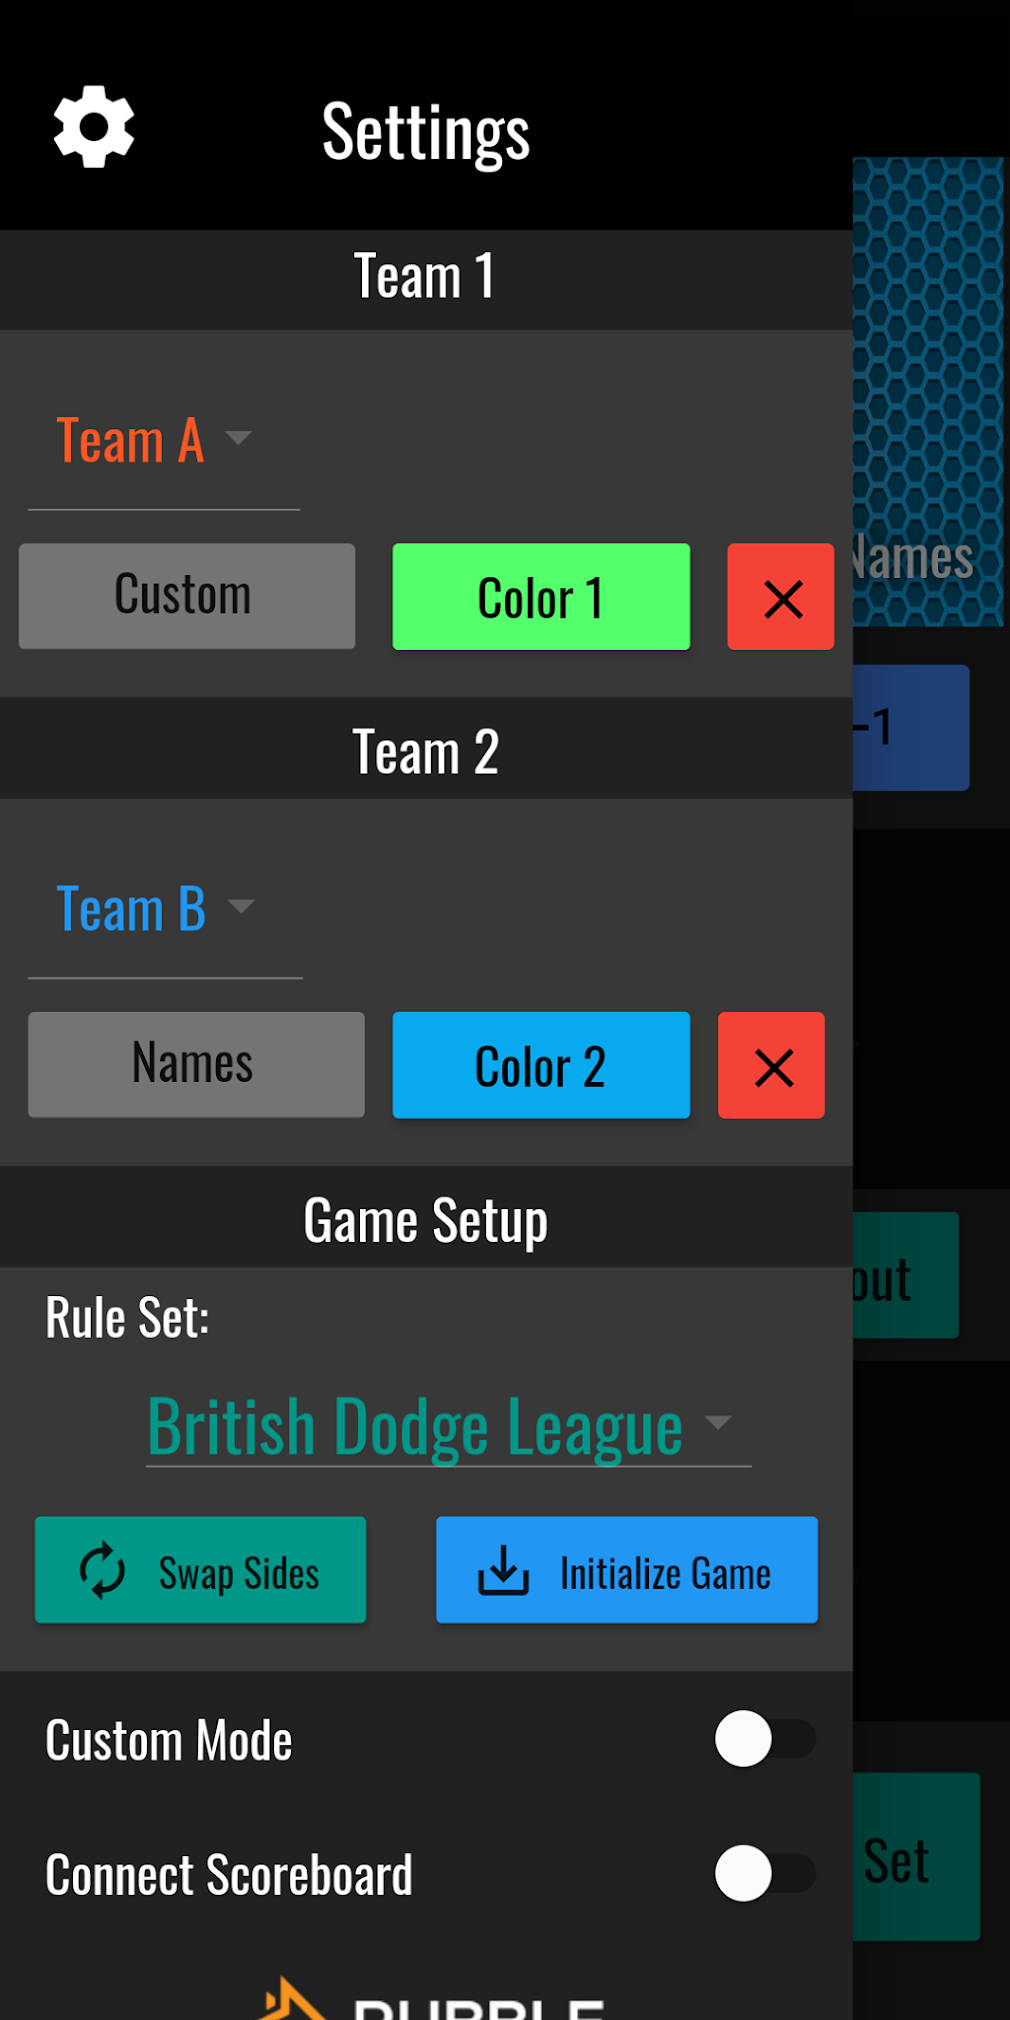 Settings
Team 1
Team A
Custom
Color 1
Names
-1
Team 2
Team B
Names
Color 2
Game Setup
Rule Set:
out
British Dodge League
Swap Sides
Initialize Game
Custom Mode
Connect Scoreboard
Set